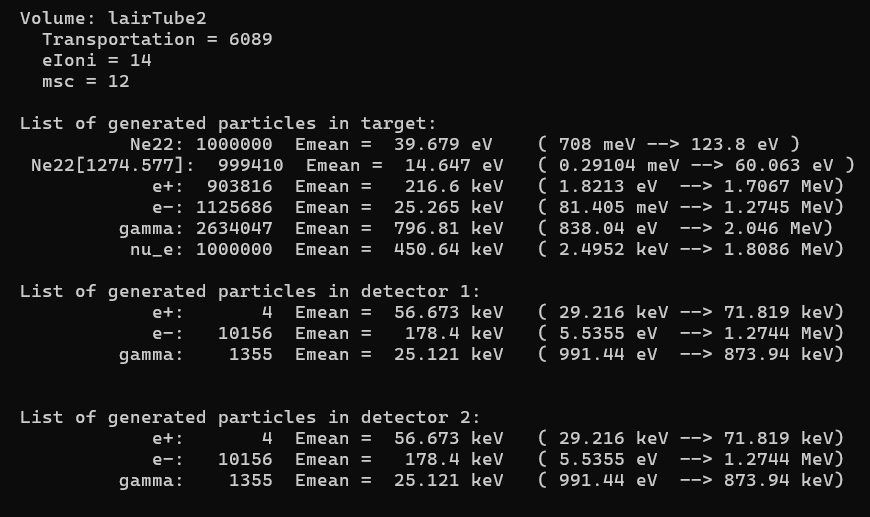 Volume: lairTube2
Transportation = 6089
eIoni = 14
msc = 12
List of generated particles in target:
Ne22: 1000000 Emean = 39.679 eV ( 708 meV --> 123.8 eV )
Ne22[1274.577]: 999410 Emean = 14.647 eV ( 0.29104 meV --> 60.063 eV )
e+: 903816 Emean = 216.6 keV ( 1.8213 eV --> 1.7067 MeV)
e-: 1125686 Emean = 25.265 keV ( 81.405 meV --> 1.2745 MeV)
gamma: 2634047 Emean = 796.81 keV ( 838.04 eV --> 2.046 MeV)
nu_e: 1000000 Emean = 450.64 keV ( 2.4952 keV --> 1.8086 MeV)
List of generated particles in detector 1:
e+: 4 Emean = 56.673 keV ( 29.216 keV --> 71.819 keV)
e-: 10156 Emean = 178.4 keV ( 5.5355 eV --> 1.2744 MeV)
gamma: 1355 Emean = 25.121 keV ( 991.44 eV --> 873.94 keV)
List of generated particles in detector 2:
e+: 4 Emean = 56.673 keV ( 29.216 keV --> 71.819 keV)
e-: 10156 Emean = 178.4 keV ( 5.5355 eV --> 1.2744 MeV)
gamma: 1355 Emean = 25.121 keV ( 991.44 eV --> 873.94 keV)